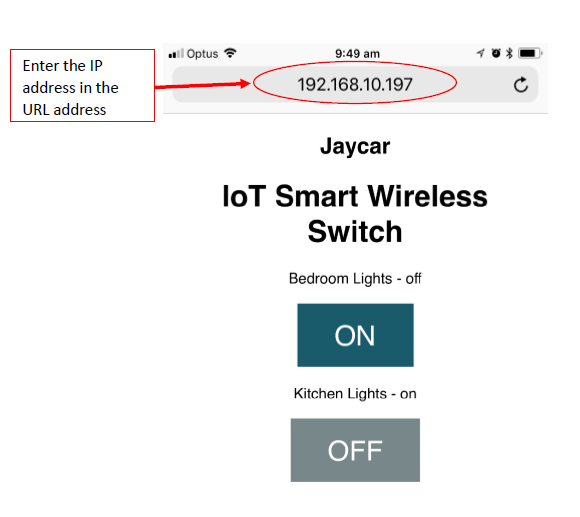 Enter the IP
address in the
URL address
Optus 9:49 am
192.168.10.197
Jaycar
IoT Smart Wireless
Switch
Bedroom Lights - off
ON
Kitchen Lights - on
OFF